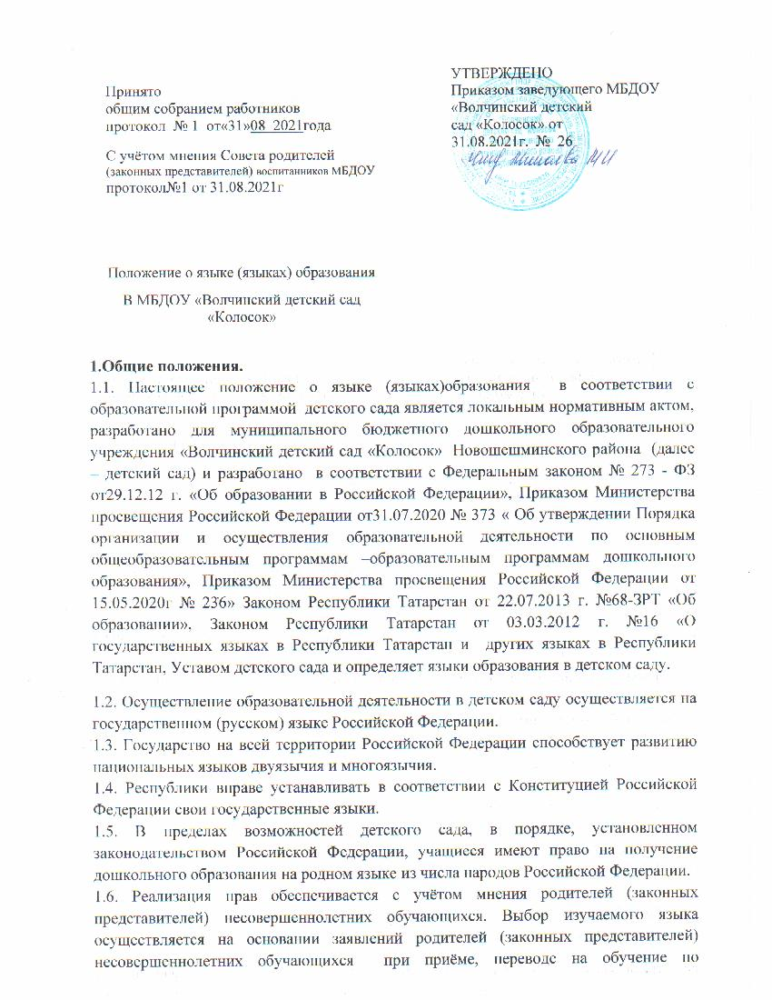 Принято
общим собранием работников
протокол № 1 от«31»08 2021года
С учётом мнения Совета родителей
(законных представителей) воспитанников МБДОУ
протокол№1 от 31.08.2021г
УТВЕРЖДЕНО
Приказом заведующего МБДОУ
«Волчинский детский
сад «Колосок» от
31.08.2021г. № 26
Положение о языке (языках) образования
В МБДОУ «Волчинский детский сад
«Колосок»
1.Общие положения.
1.1. Настоящее положение о языке (языках)образования в соответствии с
образовательной программой детского сада является локальным нормативным актом,
разработано для муниципального бюджетного дошкольного образовательного
учреждения «Волчинский детский сад «Колосок» Новошешминского района (далее
– детский сад) и разработано в соответствии с Федеральным законом № 273 - ФЗ
от29.12.12 г. «Об образовании в Российской Федерации», Приказом Министерства
просвещения Российской Федерации от31.07.2020 № 373 « Об утверждении Порядка
организации и осуществления образовательной деятельности по основным
общеобразовательным программам –образовательным программам дошкольного
образования», Приказом Министерства просвещения Российской Федерации от
15.05.2020г № 236» Законом Республики Татарстан от 22.07.2013 г. №68-ЗРТ «Об
образовании», Законом Республики Татарстан от 03.03.2012 г. №16 «О
государственных языках в Республики Татарстан и других языках в Республики
Татарстан, Уставом детского сада и определяет языки образования в детском саду.
1.2. Осуществление образовательной деятельности в детском саду осуществляется на
государственном (русском) языке Российской Федерации.
1.3. Государство на всей территории Российской Федерации способствует развитию
национальных языков двуязычия и многоязычия.
1.4. Республики вправе устанавливать в соответствии с Конституцией Российской
Федерации свои государственные языки.
1.5. В пределах возможностей детского сада, в порядке, установленном
законодательством Российской Федерации, учащиеся имеют право на получение
дошкольного образования на родном языке из числа народов Российской Федерации.
1.6. Реализация прав обеспечивается с учётом мнения родителей (законных
представителей) несовершеннолетних обучающихся. Выбор изучаемого языка
осуществляется на основании заявлений родителей (законных представителей)
несовершеннолетних обучающихся при приёме, переводе на обучение по